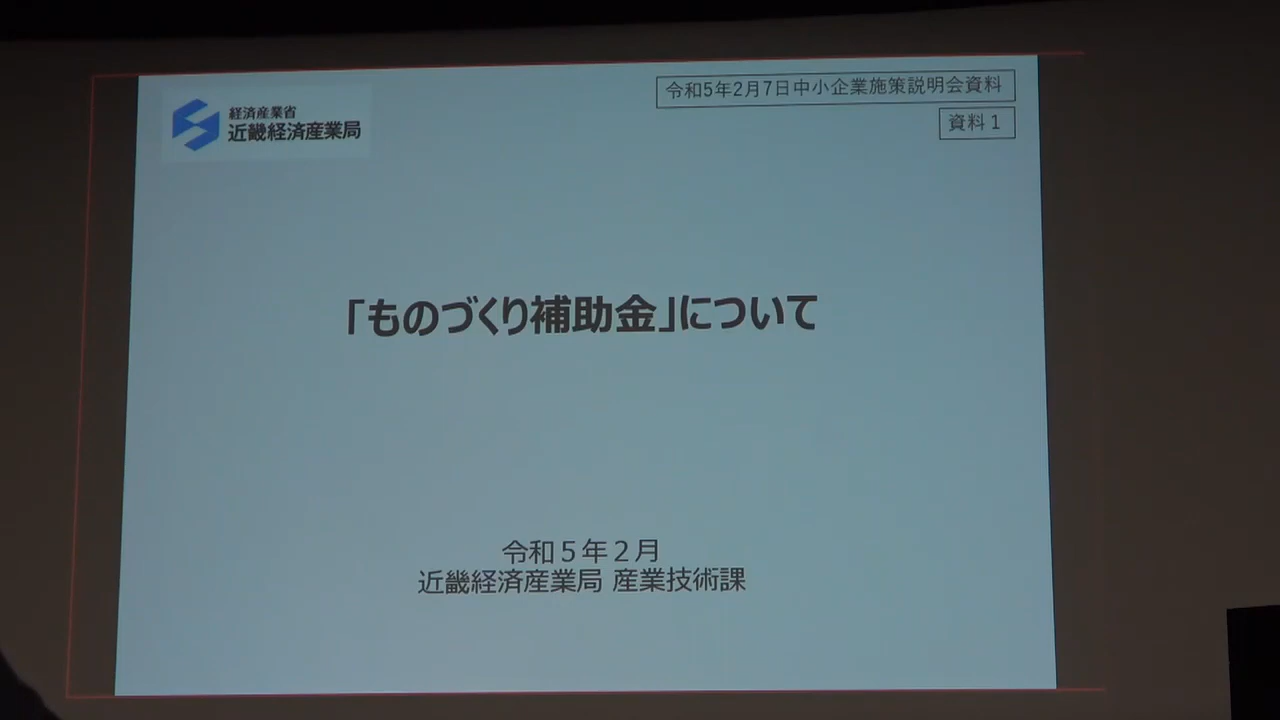 経済産業省
近畿経済産業局
令和5年2月7日中小企業施策説明会資料
資料1
「ものづくり補助金」について
令和５年２月
近畿経済産業局 産業技術課